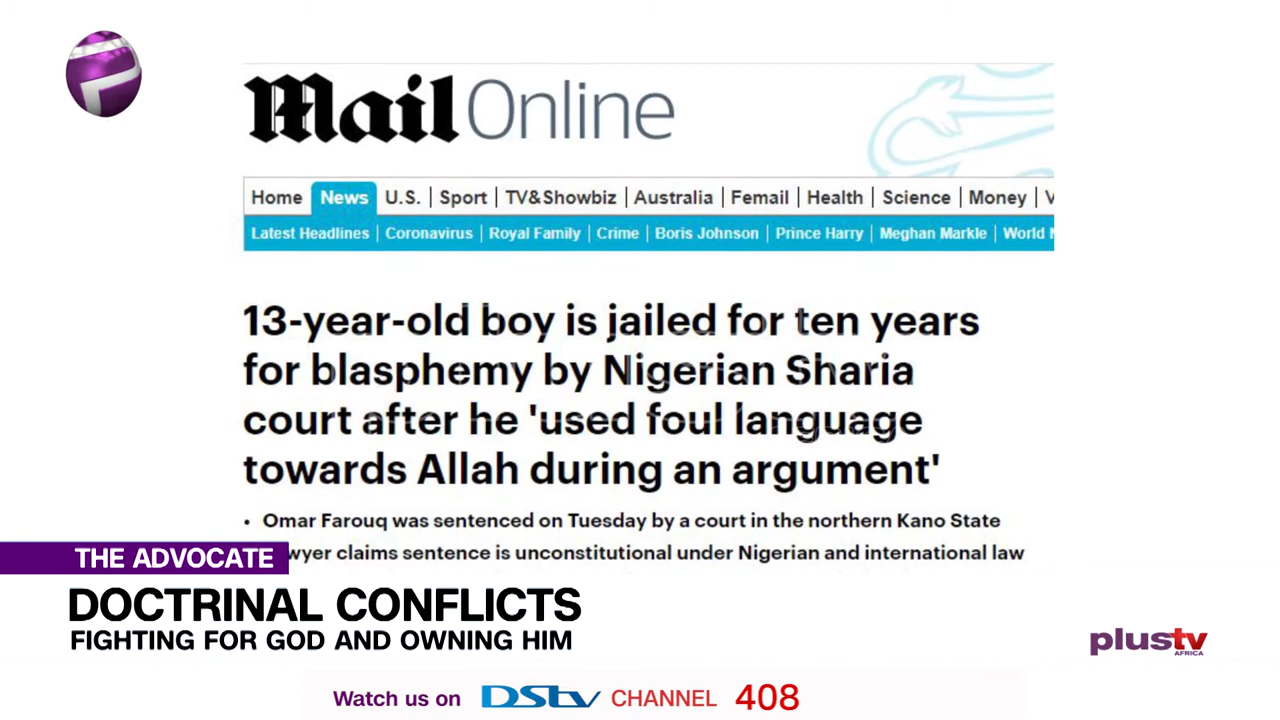 Mail Online
Home | News | U.S. | Sport | TV&Showbiz | Australia | Femail | Health | Science | Money |
Latest Headlines | Coronavirus | Royal Family | Crime | Boris Johnson | Prince Harry | Meghan Markle | World
13-year-old boy is jailed for ten years
for blasphemy by Nigerian Sharia
court after he 'used foul language
towards Allah during an argument'
• Omar Farouq was sentenced on Tuesday by a court in the northern Kano State
wyer claims sentence is unconstitutional under Nigerian and international law
THE ADVOCATE
DOCTRINAL CONFLICTS
FIGHTING FOR GOD AND OWNING HIM
plustv
AFRICA
Watch us on DStv CHANNEL 408